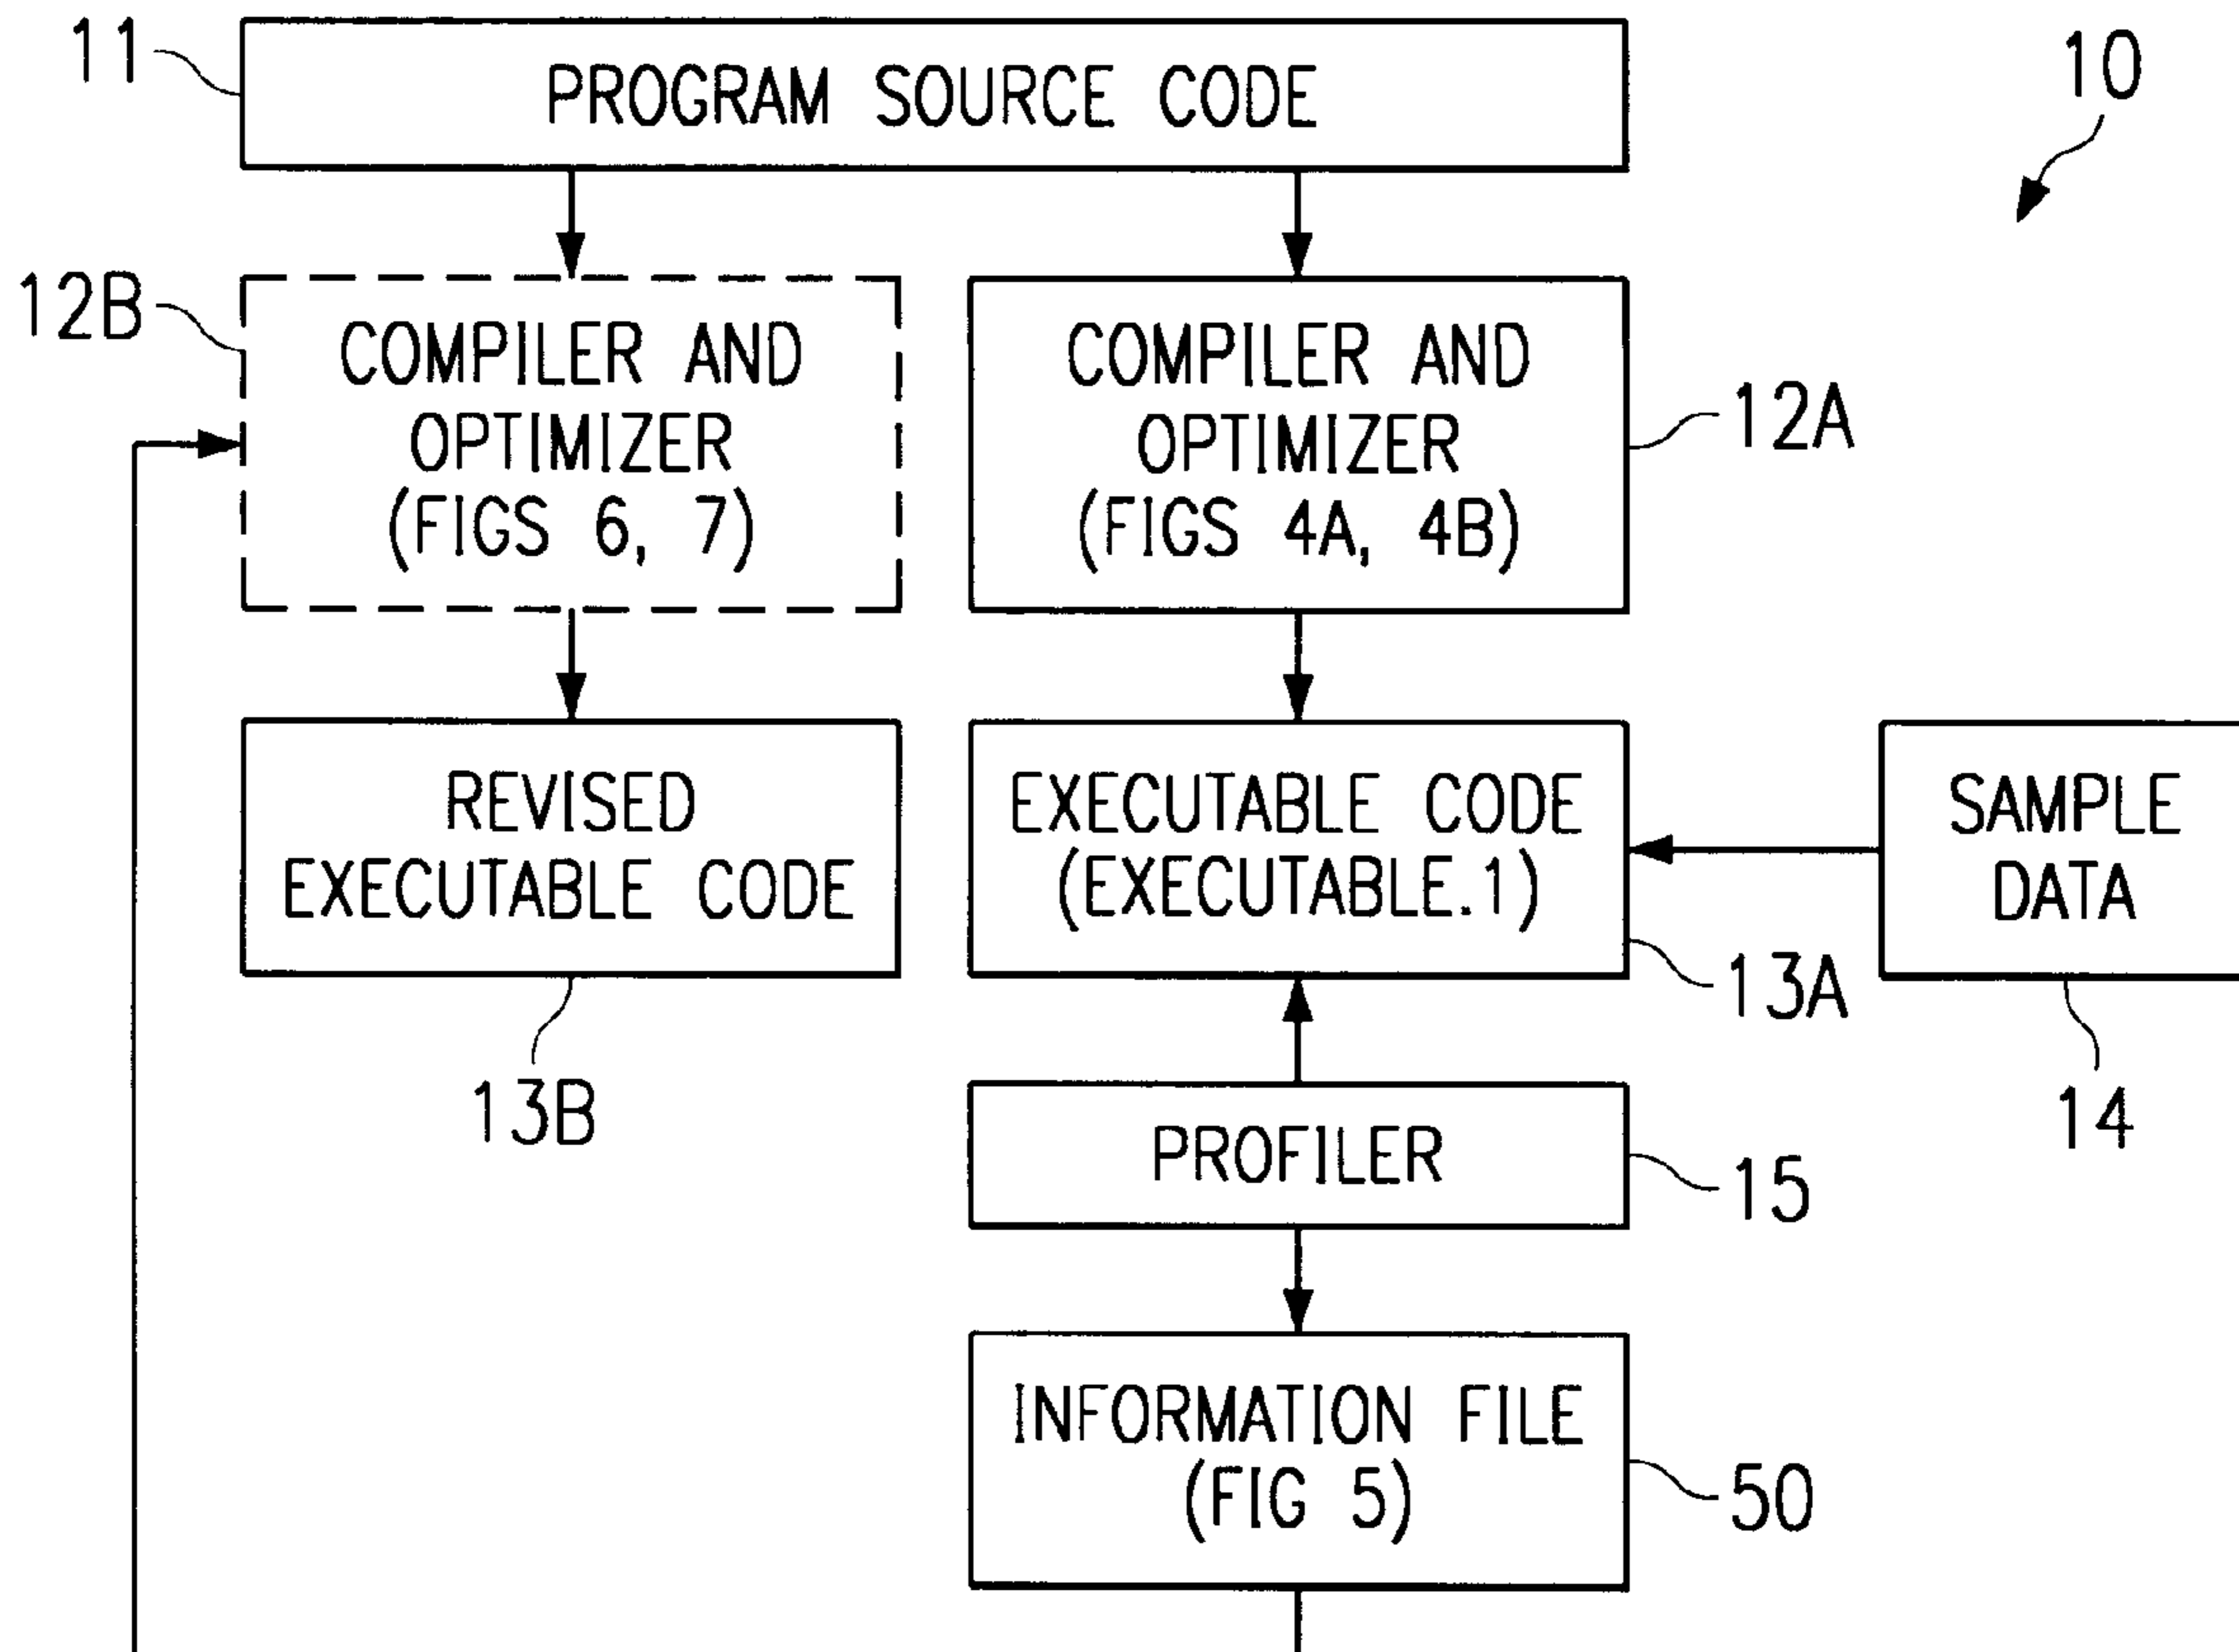 11
PROGRAM SOURCE CODE
10
12B
COMPILER AND
OPTIMIZER
(FIGS 6, 7)
COMPILER AND
OPTIMIZER
(FIGS 4A, 4B)
12A
REVISED
EXECUTABLE CODE
EXECUTABLE CODE
(EXECUTABLE.1)
SAMPLE
DATA
13A
13B
14
PROFILER
15
INFORMATION FILE
(FIG 5)
50